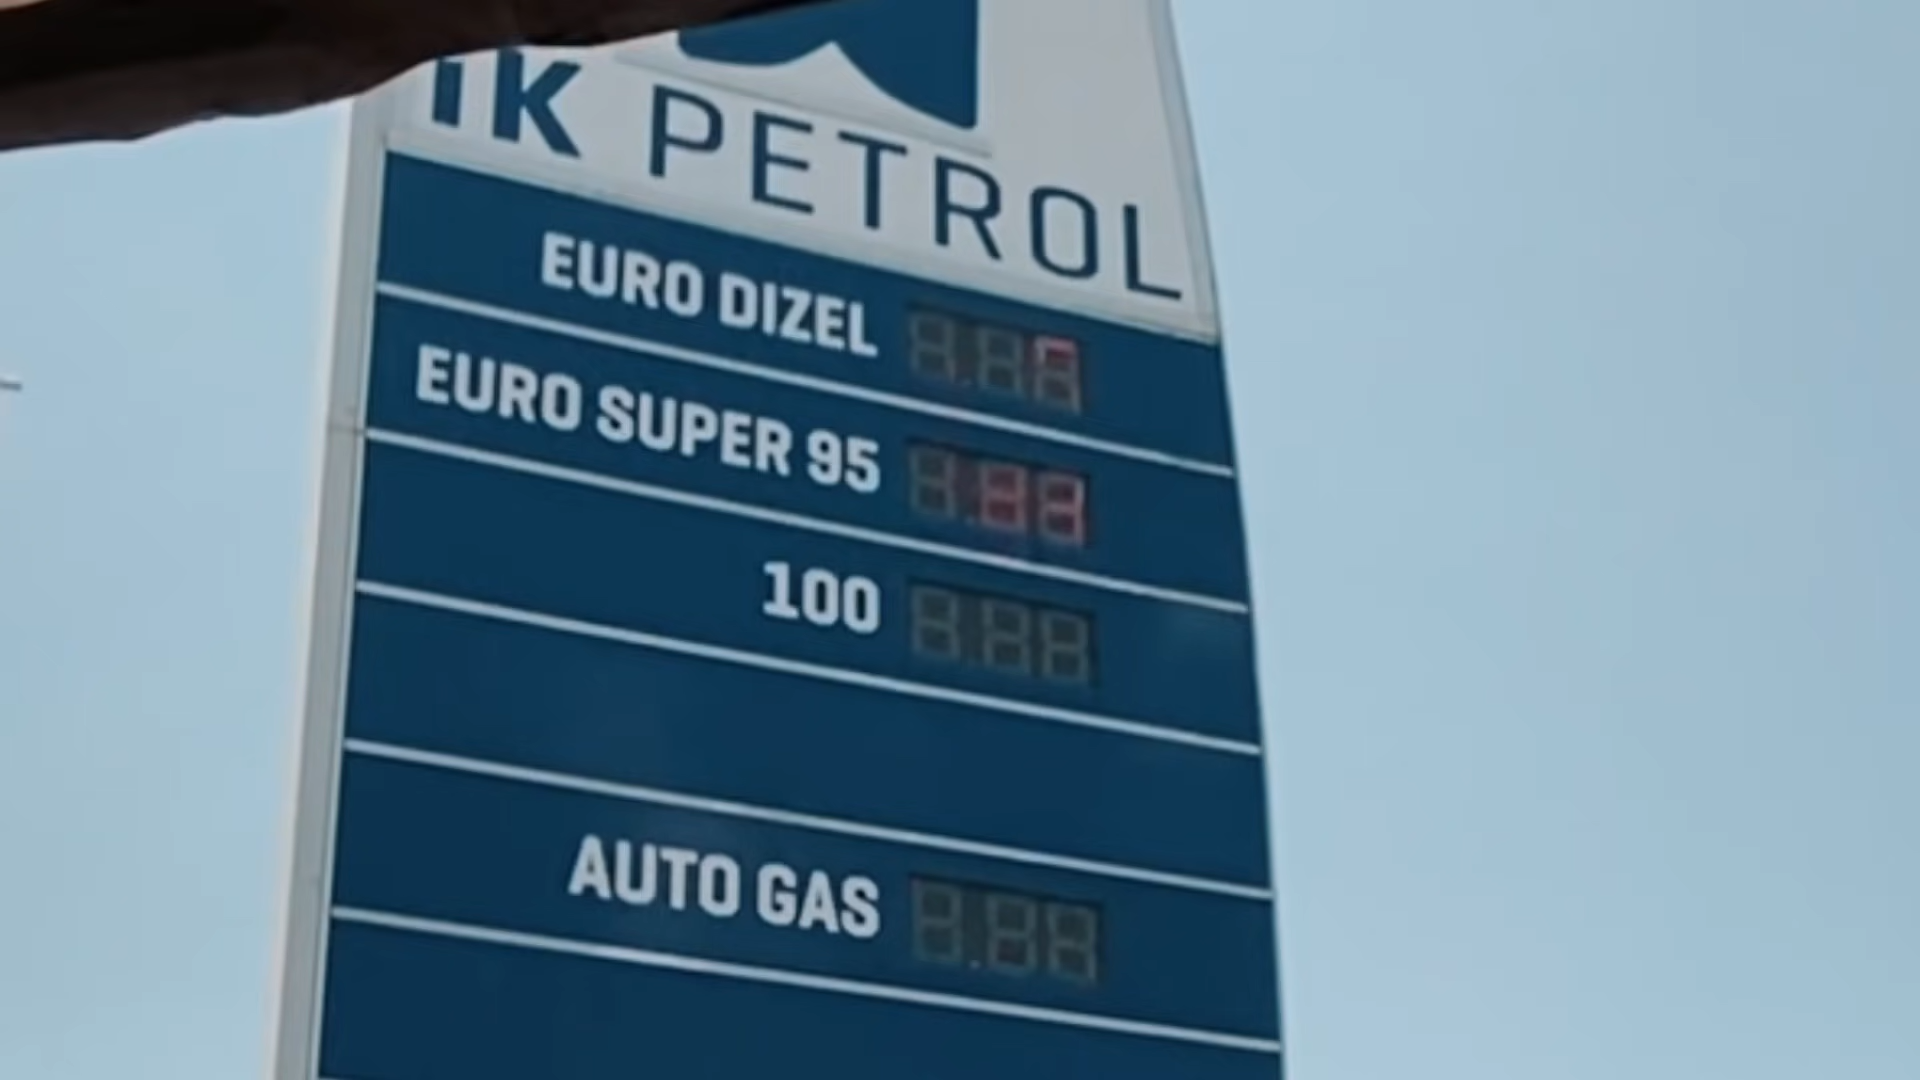 PETROL
EURO DIZEL
EURO SUPER 95
100
AUTO GAS